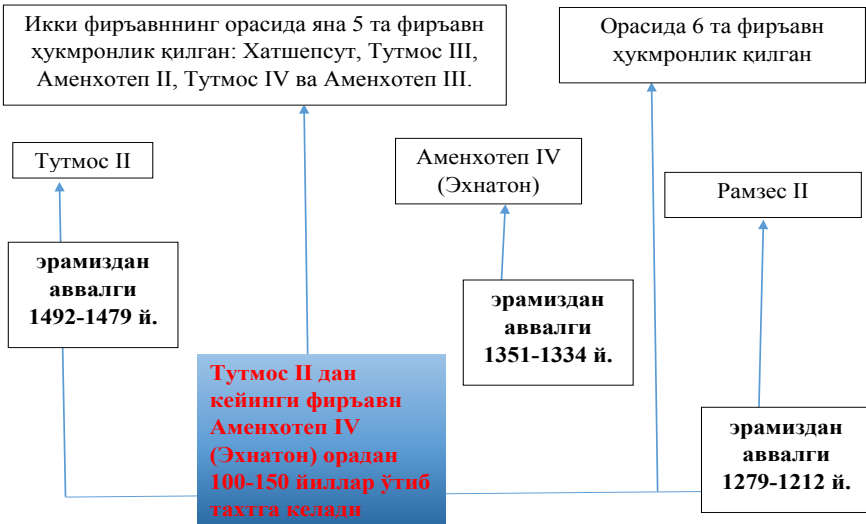 Икки фиръавннинг орасида яна 5 та фиръавн
ҳукмронлик қилган: Хатшепсут, Тутмос III,
Аменхотеп II, Тутмос IV ва Аменхотеп III.
Орасида 6 та фиръавн
ҳукмронлик қилган
Тутмос II
Аменхотеп IV
(Эхнатон)
Рамзес II
эрамиздан
аввалги
1492-1479 й.
эрамиздан
аввалги
1351-1334 й.
Тутмос II дан
кейинги фиръавн
Аменхотеп IV
(Эхнатон) орадан
100-150 йиллар ўтиб
тахтга келади
эрамиздан
аввалги
1279-1212 й.